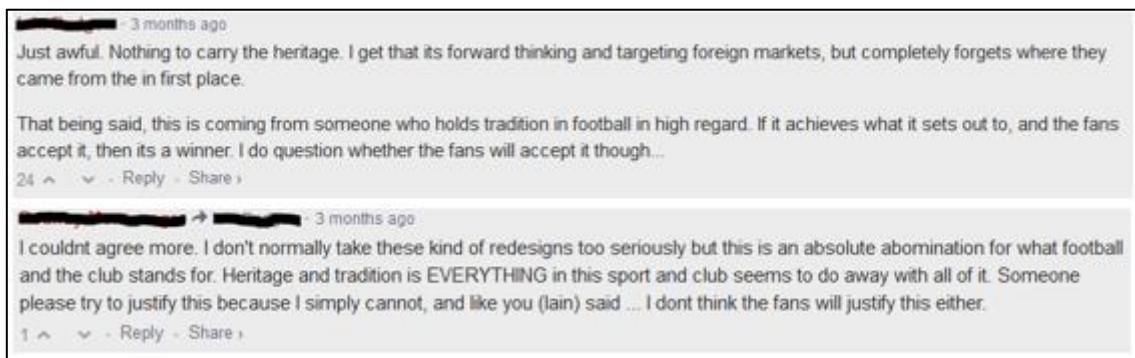 - 3 months ago
Just awful. Nothing to carry the heritage. I get that its forward thinking and targeting foreign markets, but completely forgets where they
came from the in first place.
That being said, this is coming from someone who holds tradition in football in high regard. If it achieves what it sets out to, and the fans
accept it, then its a winner. I do question whether the fans will accept it though...
24 - Reply - Share ›
- 3 months ago
I couldnt agree more. I don't normally take these kind of redesigns too seriously but this is an absolute abomination for what football
and the club stands for. Heritage and tradition is EVERYTHING in this sport and club seems to do away with all of it. Someone
please try to justify this because I simply cannot, and like you (Iain) said ... I dont think the fans will justify this either.
1 - Reply - Share ›